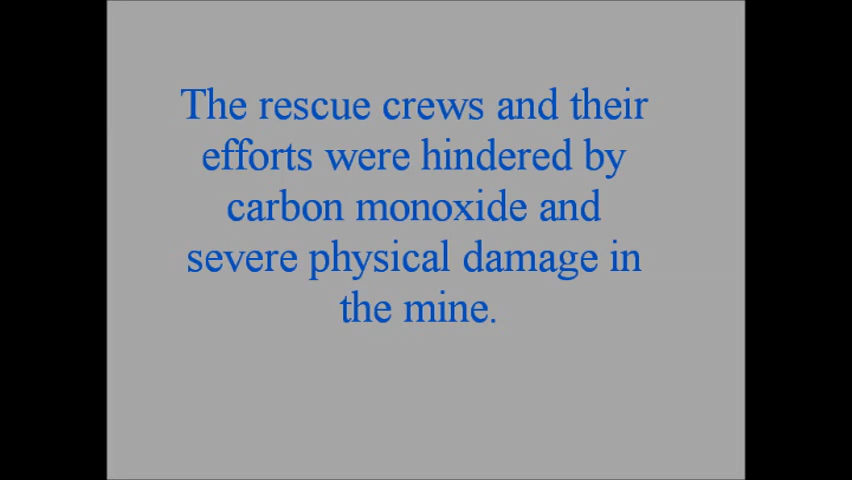 The rescue crews and their
efforts were hindered by
carbon monoxide and
severe physical damage in
the mine.